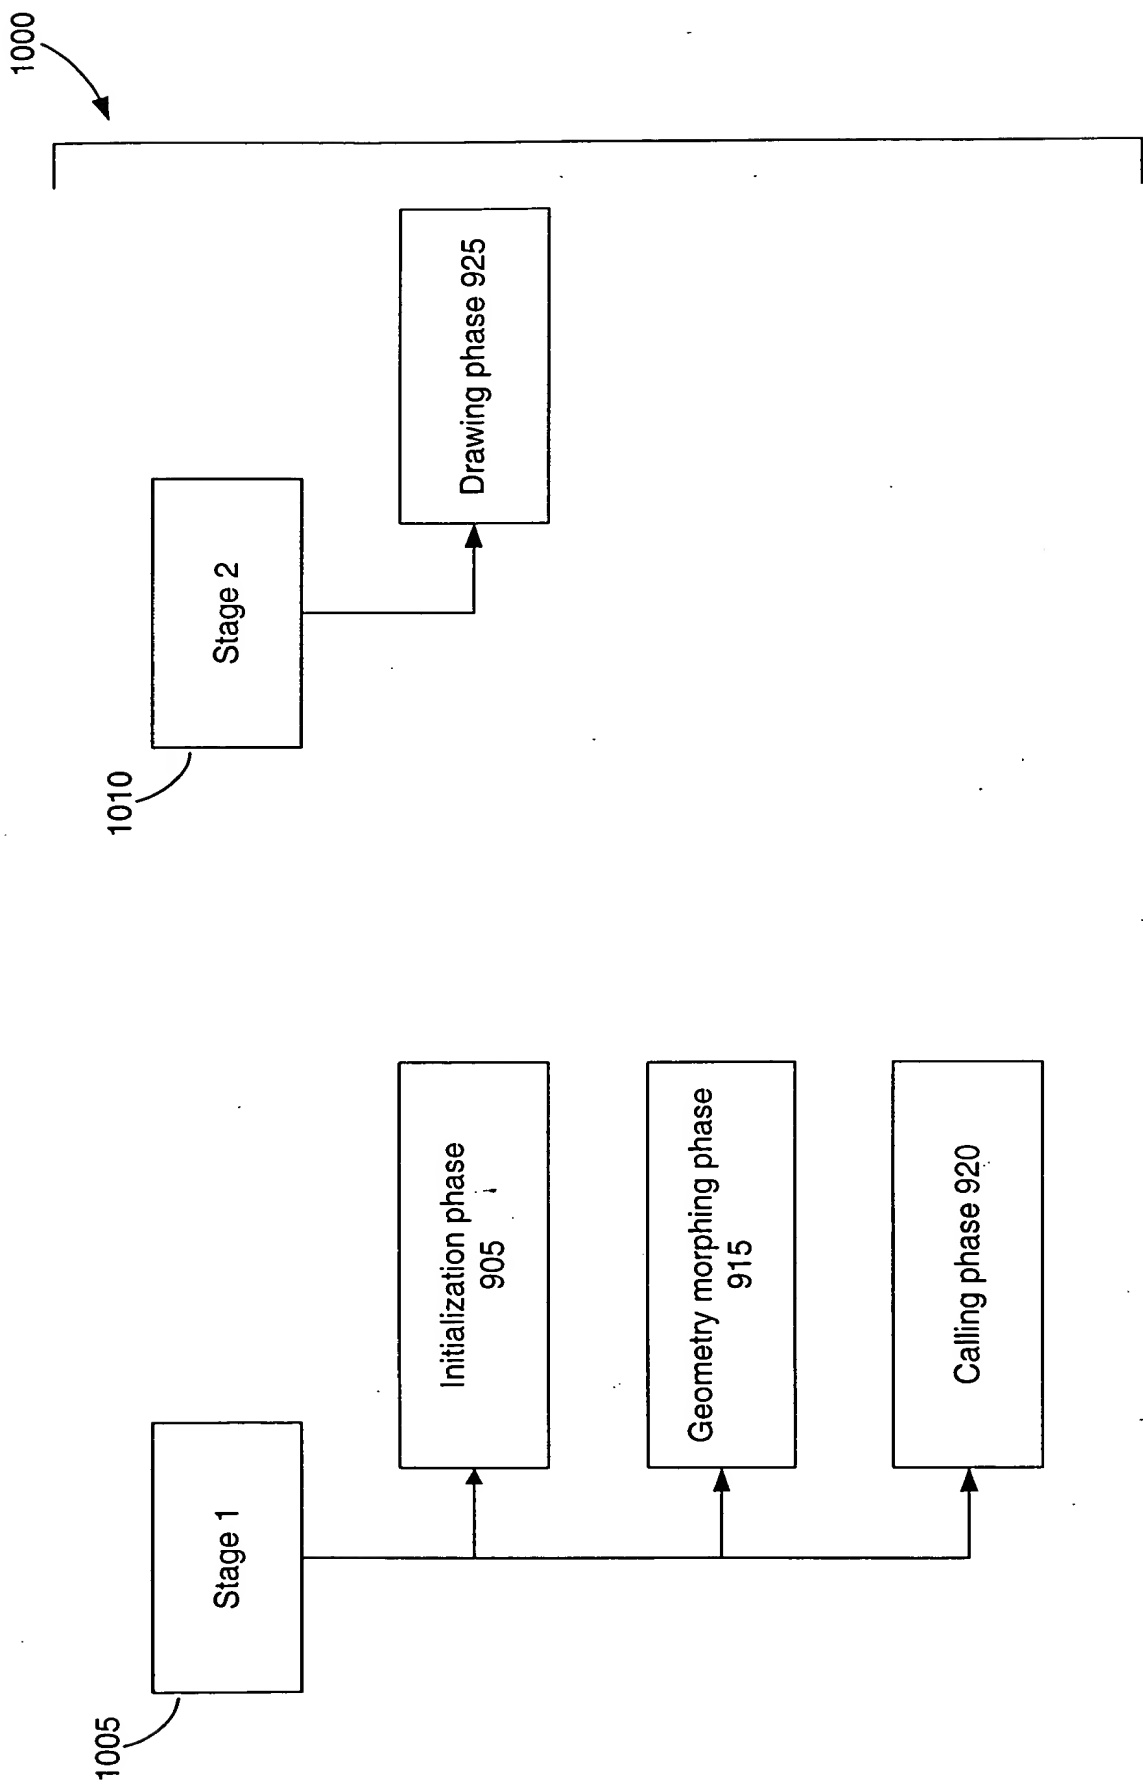 1000
1005
Stage 1
Initialization phase
905
Geometry morphing phase
915
Calling phase 920
1010
Stage 2
Drawing phase 925